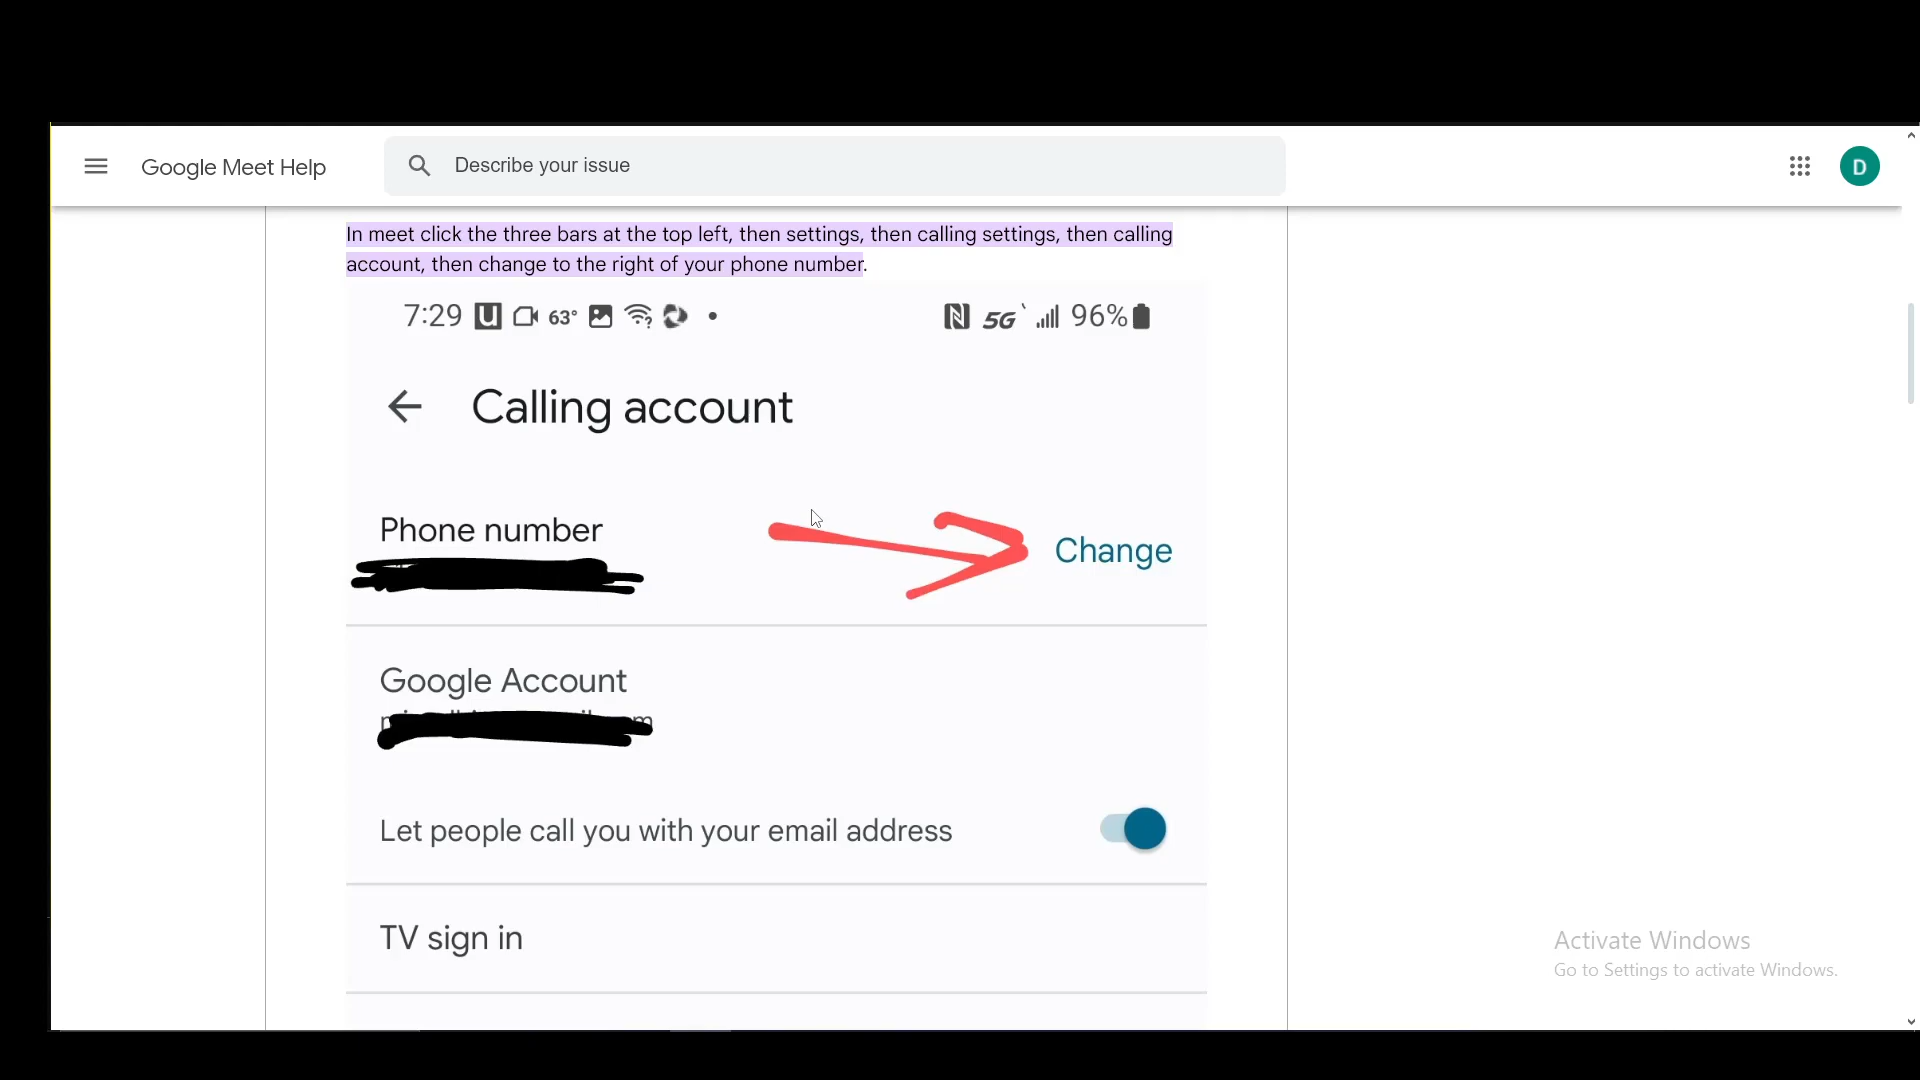 Google Meet Help
Describe your issue
D
In meet click the three bars at the top left, then settings, then calling settings, then calling
account, then change to the right of your phone number.
7:29 63° 5G 96%
Calling account
Phone number
Change
Google Account
Let people call you with your email address
TV sign in
Activate Windows
Go to Settings to activate Windows.